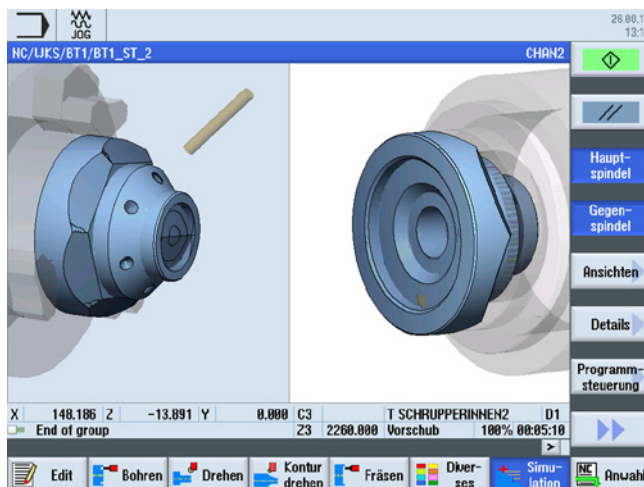 JOG
26.08.1
13:1
NC/WKS/BT1/BT1_ST_2 CHAN2
Haupt-
spindel
Gegen-
spindel
Ansichten
Details
Programm-
steuerung
X 148.186 Z -13.891 Y 0.000 C3 T SCHRUPPERINNEN2 D1
End of group Z3 2260.000 Vorschub 100% 00:05:10
Edit
Bohren
Drehen
Kontur
drehen
Fräsen
Diver-
ses
Simu-
lation
NC
Anwahl